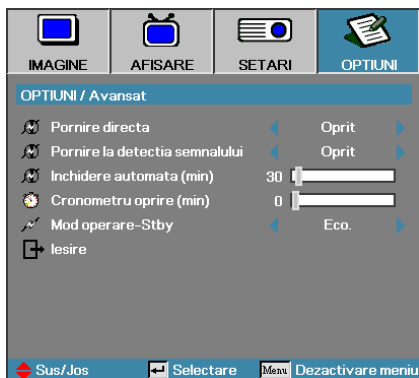 IMAGINE AFISARE SETARI OPTIUNI
OPTIUNI / Avansat
Pornire directa Oprit
Pornire la detectia semnalului Oprit
Inchidere automata (min) 30
Cronometru oprire (min) 0
Mod operare-Stby Eco.
Iesire
Sus/Jos Selectare Menu Dezactivare meniu